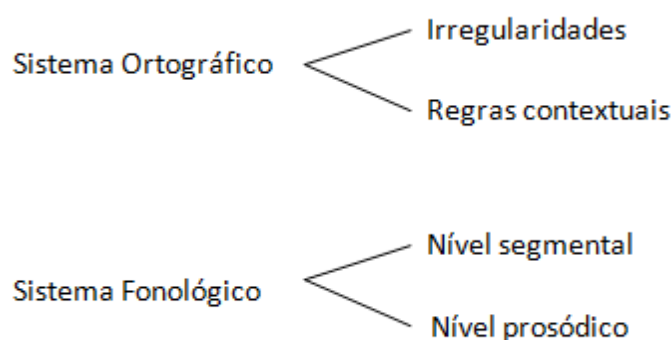 Irregularidades
Sistema Ortográfico
Regras contextuais
Nível segmental
Sistema Fonológico
Nível prosódico